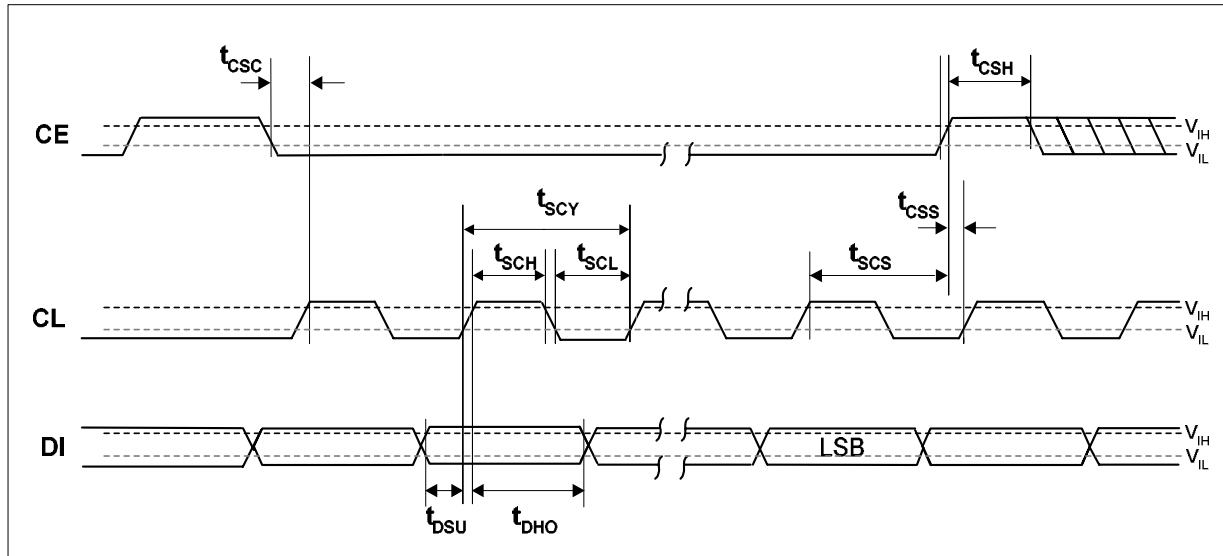 tCSC
tCSH
CE
VIH
VIL
tSCY
tCSS
tSCH
tSCL
tSCS
CL
VIH
VIL
DI
LSB
VIH
VIL
tDSU
tDHO